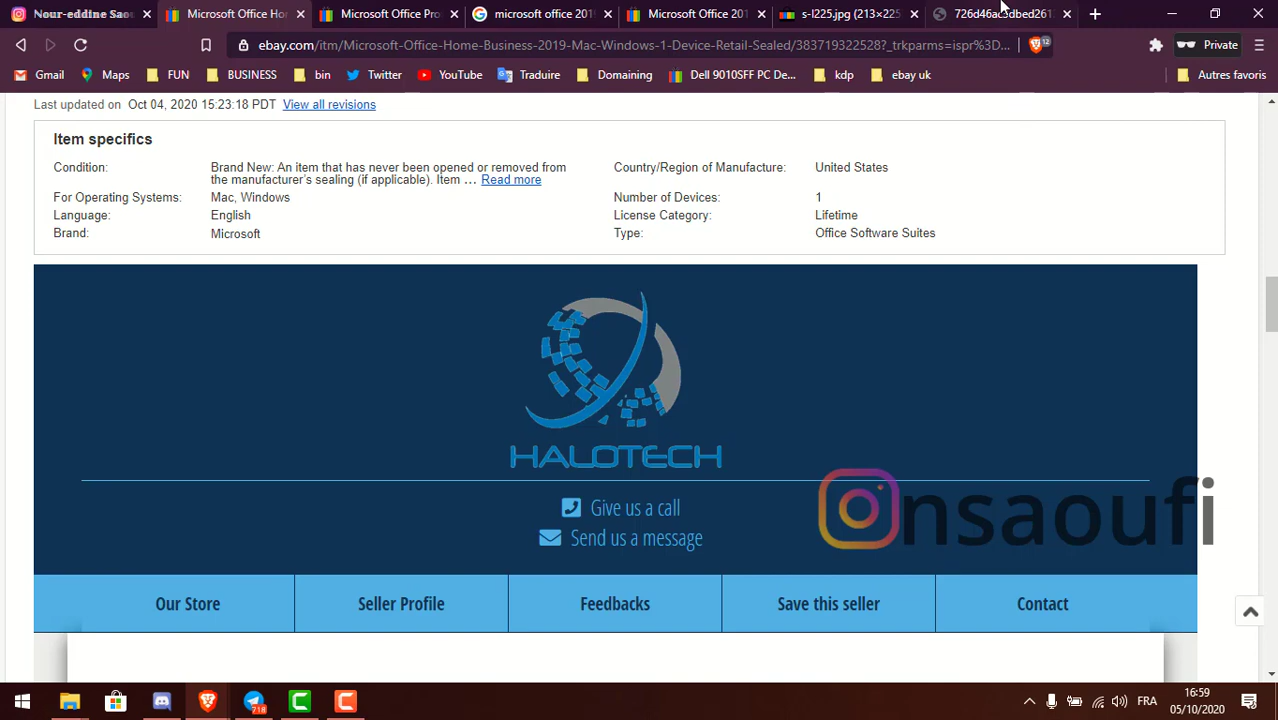 Nour-eddine Sao
Microsoft Office Ho
Microsoft Office Pro
microsoft office 201
Microsoft Office 201
s-l225.jpg (213×225
726d46ac3dbed261
ebay.com/itm/Microsoft-Office-Home-Business-2019-Mac-Windows-1-Device-Retail-Sealed/383719322528?_trkparms=ispr%3D...
12
Private
Gmail
Maps
FUN
BUSINESS
bin
Twitter
YouTube
Traduire
Domaining
Dell 9010SFF PC De...
kdp
ebay uk
Autres favoris
Last updated on Oct 04, 2020 15:23:18 PDT View all revisions
Item specifics
Condition: Brand New: An item that has never been opened or removed from
the manufacturer's sealing (if applicable). Item ... Read more
Country/Region of Manufacture: United States
For Operating Systems: Mac, Windows
Number of Devices: 1
Language: English
License Category: Lifetime
Brand: Microsoft
Type: Office Software Suites
HALOTECH
Give us a call
Send us a message
nsaoufi
Our Store
Seller Profile
Feedbacks
Save this seller
Contact
718
FRA
16:59
05/10/2020